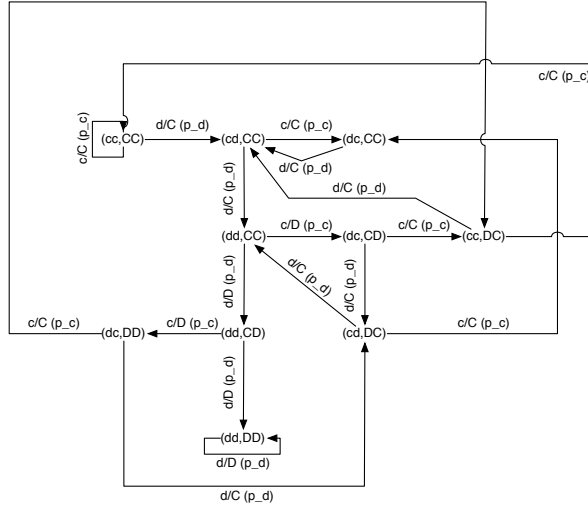 c/C (p_c)
(cc,CC)
d/C (p_d)
(cd,CC)
c/C (p_c)
(dc,CC)
c/C (p_c)
d/C (p_d)
d/C (p_d)
d/C (p_d)
(dd,CC)
c/D (p_c)
(dc,CD)
c/C (p_c)
(cc,DC)
d/D (p_d)
d/C (p_d)
d/C (p_d)
c/C (p_c)
(dc,DD)
c/D (p_c)
(dd,CD)
(cd,DC)
c/C (p_c)
d/D (p_d)
(dd,DD)
d/D (p_d)
d/C (p_d)